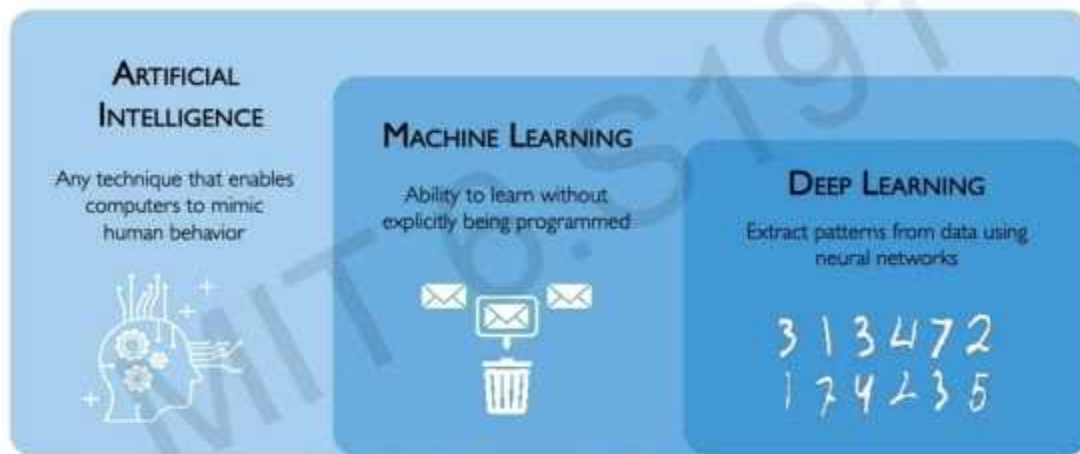 ARTIFICIAL
INTELLIGENCE
Any technique that enables
computers to mimic
human behavior
MACHINE LEARNING
Ability to learn without
explicitly being programmed
DEEP LEARNING
Extract patterns from data using
neural networks
3 1 3 4 7 2
1 7 4 2 3 5
MIT 6.S191